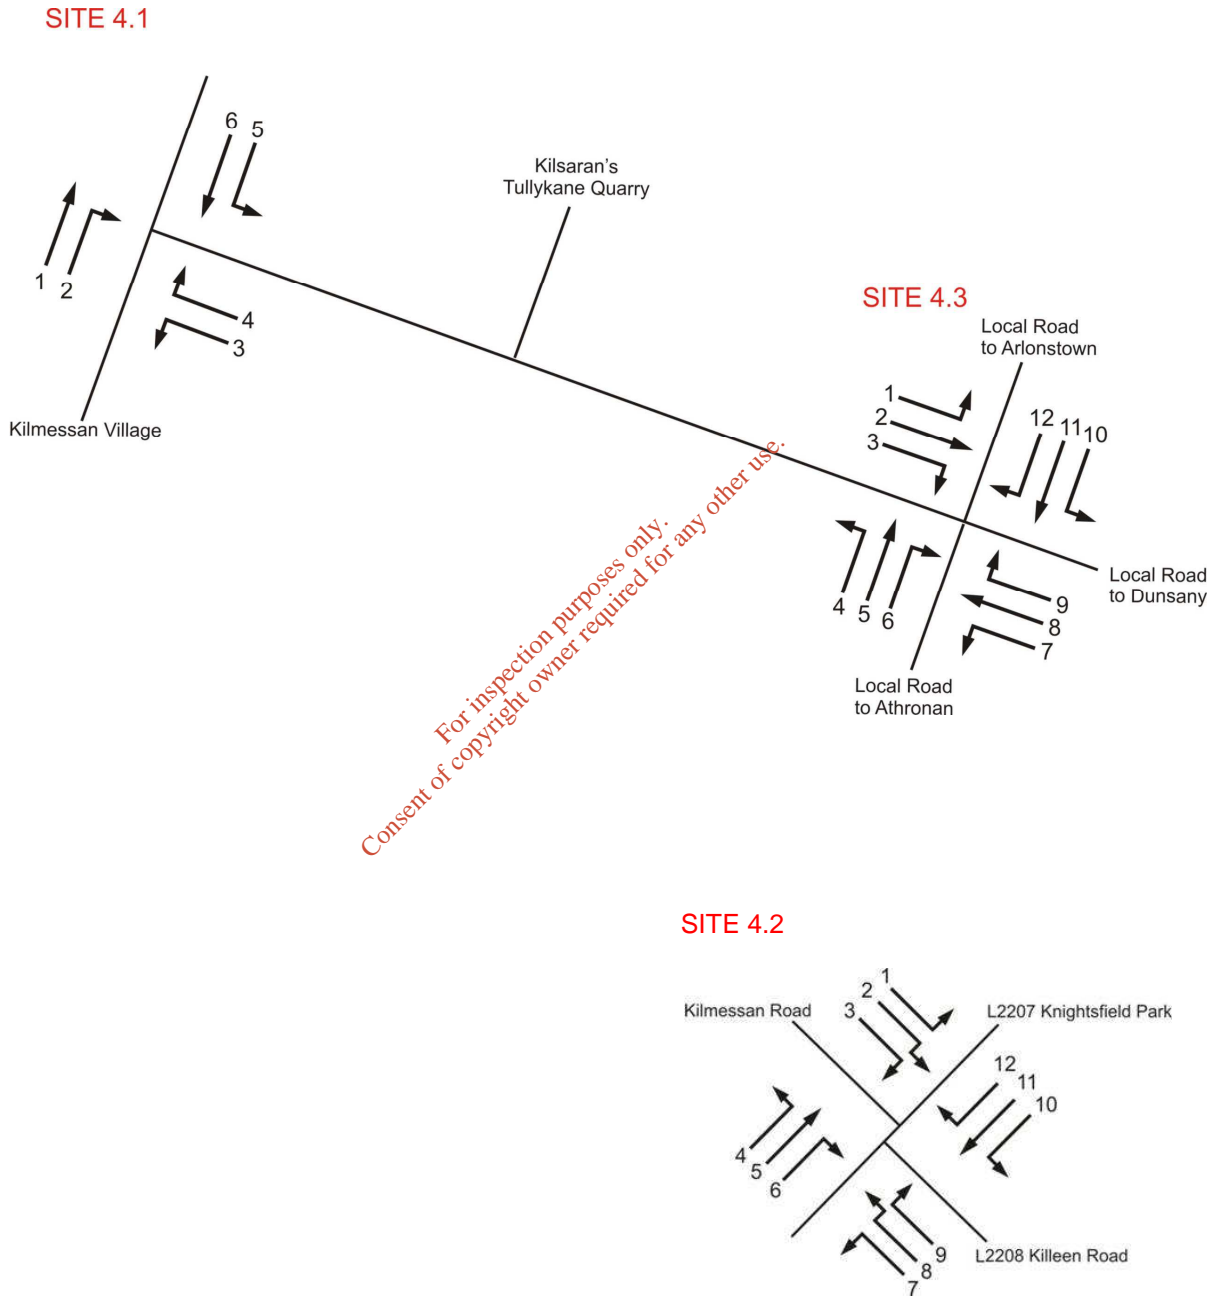 SITE 4.1
6
5
1
2
4
3
Kilmessan Village
Kilsaran's
Tullykane Quarry
SITE 4.3
Local Road
to Arlonstown
1
2
3
12
11
10
4
5
6
9
8
7
Local Road
to Dunsany
Local Road
to Athronan
For inspection purposes only.
Consent of copyright owner required for any other use.
SITE 4.2
Kilmessan Road
1
2
3
L2207 Knightsfield Park
12
11
10
4
5
6
9
8
7
L2208 Killeen Road